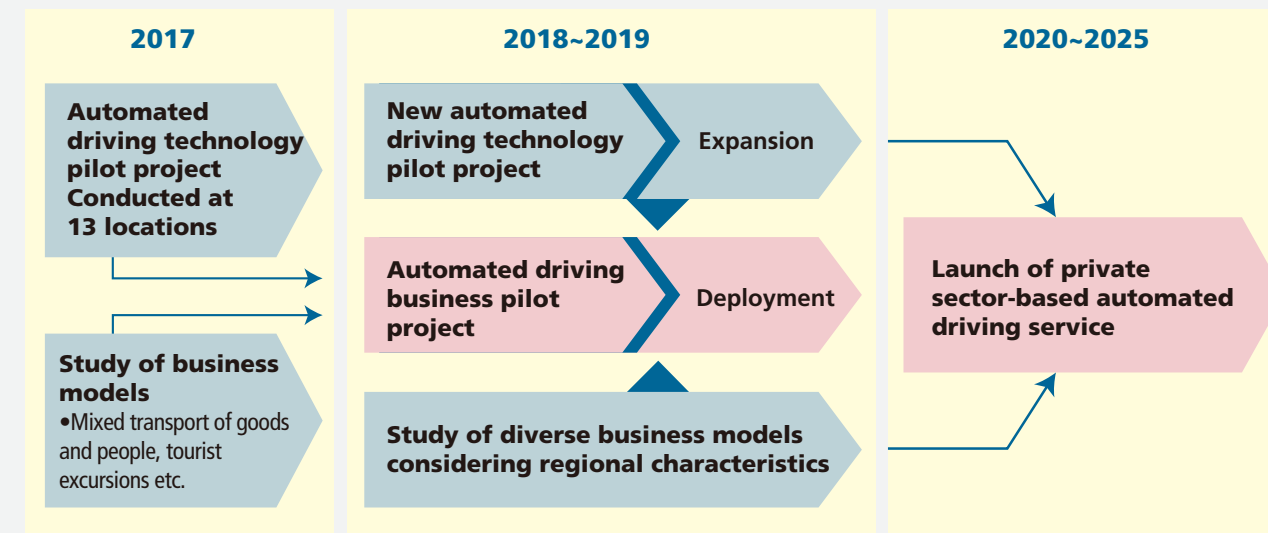 2017
Automated
driving technology
pilot project
Conducted at
13 locations
Study of business
models
•Mixed transport of goods
and people, tourist
excursions etc.
2018~2019
New automated
driving technology
pilot project
Expansion
Automated driving
business pilot
project
Deployment
Study of diverse business models
considering regional characteristics
2020~2025
Launch of private
sector-based automated
driving service